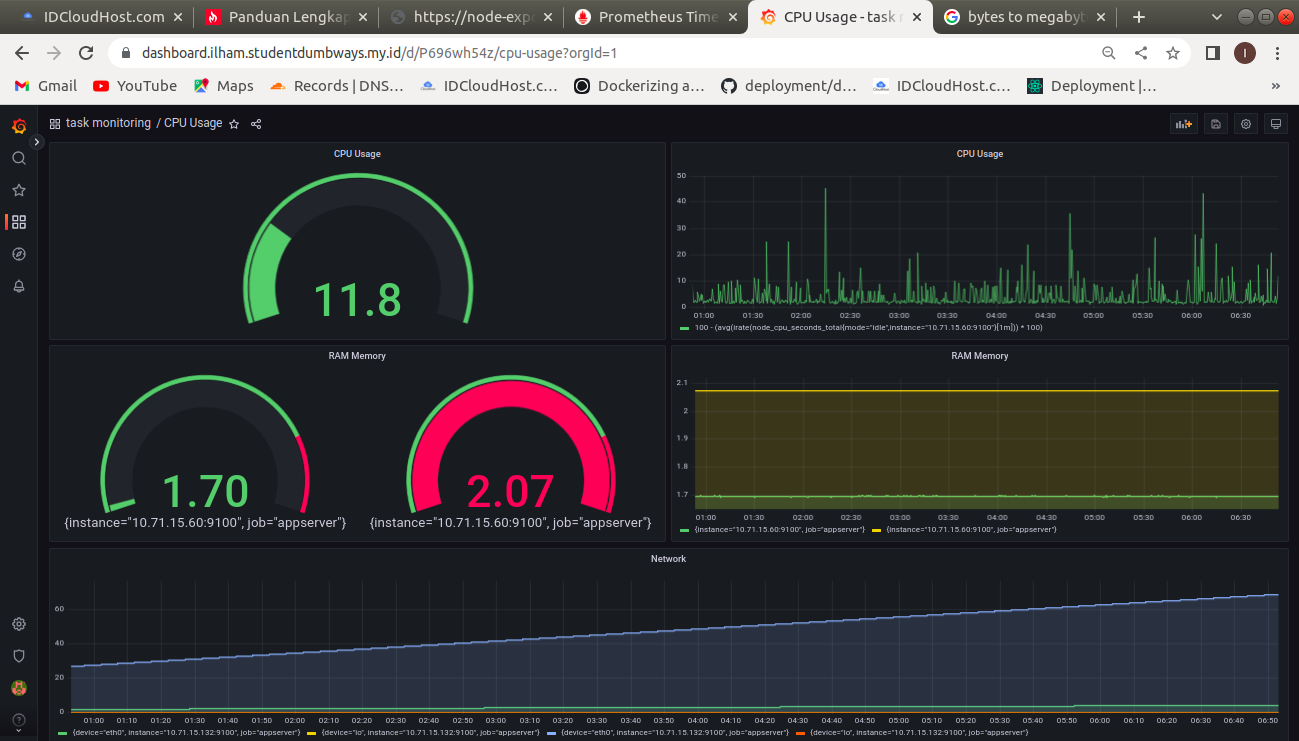 IDCloudHost.com
Panduan Lengkap
https://node-expo
Prometheus Time
CPU Usage - task m
bytes to megabyt
dashboard.ilham.studentdumbways.my.id/d/P696wh54z/cpu-usage?orgId=1
I
Gmail
YouTube
Maps
Records | DNS…
IDCloudHost.c…
Dockerizing a…
deployment/d…
IDCloudHost.c…
Deployment |…
»
task monitoring / CPU Usage
CPU Usage
11.8
CPU Usage
50
40
30
20
10
0
01:00 01:30 02:00 02:30 03:00 03:30 04:00 04:30 05:00 05:30 06:00 06:30
100 - (avg(irate(node_cpu_seconds_total{mode="idle",instance="10.71.15.60:9100"}[1m])) * 100)
RAM Memory
1.70
{instance="10.71.15.60:9100", job="appserver"}
2.07
{instance="10.71.15.60:9100", job="appserver"}
RAM Memory
2.1
2
1.9
1.8
1.7
01:00 01:30 02:00 02:30 03:00 03:30 04:00 04:30 05:00 05:30 06:00 06:30
{instance="10.71.15.60:9100", job="appserver"} {instance="10.71.15.60:9100", job="appserver"}
Network
60
40
20
0
01:00 01:10 01:20 01:30 01:40 01:50 02:00 02:10 02:20 02:30 02:40 02:50 03:00 03:10 03:20 03:30 03:40 03:50 04:00 04:10 04:20 04:30 04:40 04:50 05:00 05:10 05:20 05:30 05:40 05:50 06:00 06:10 06:20 06:30 06:40 06:50
{device="eth0", instance="10.71.15.132:9100", job="appserver"} {device="lo", instance="10.71.15.132:9100", job="appserver"} {device="eth0", instance="10.71.15.132:9100", job="appserver"} {device="lo", instance="10.71.15.132:9100", job="appserver"}